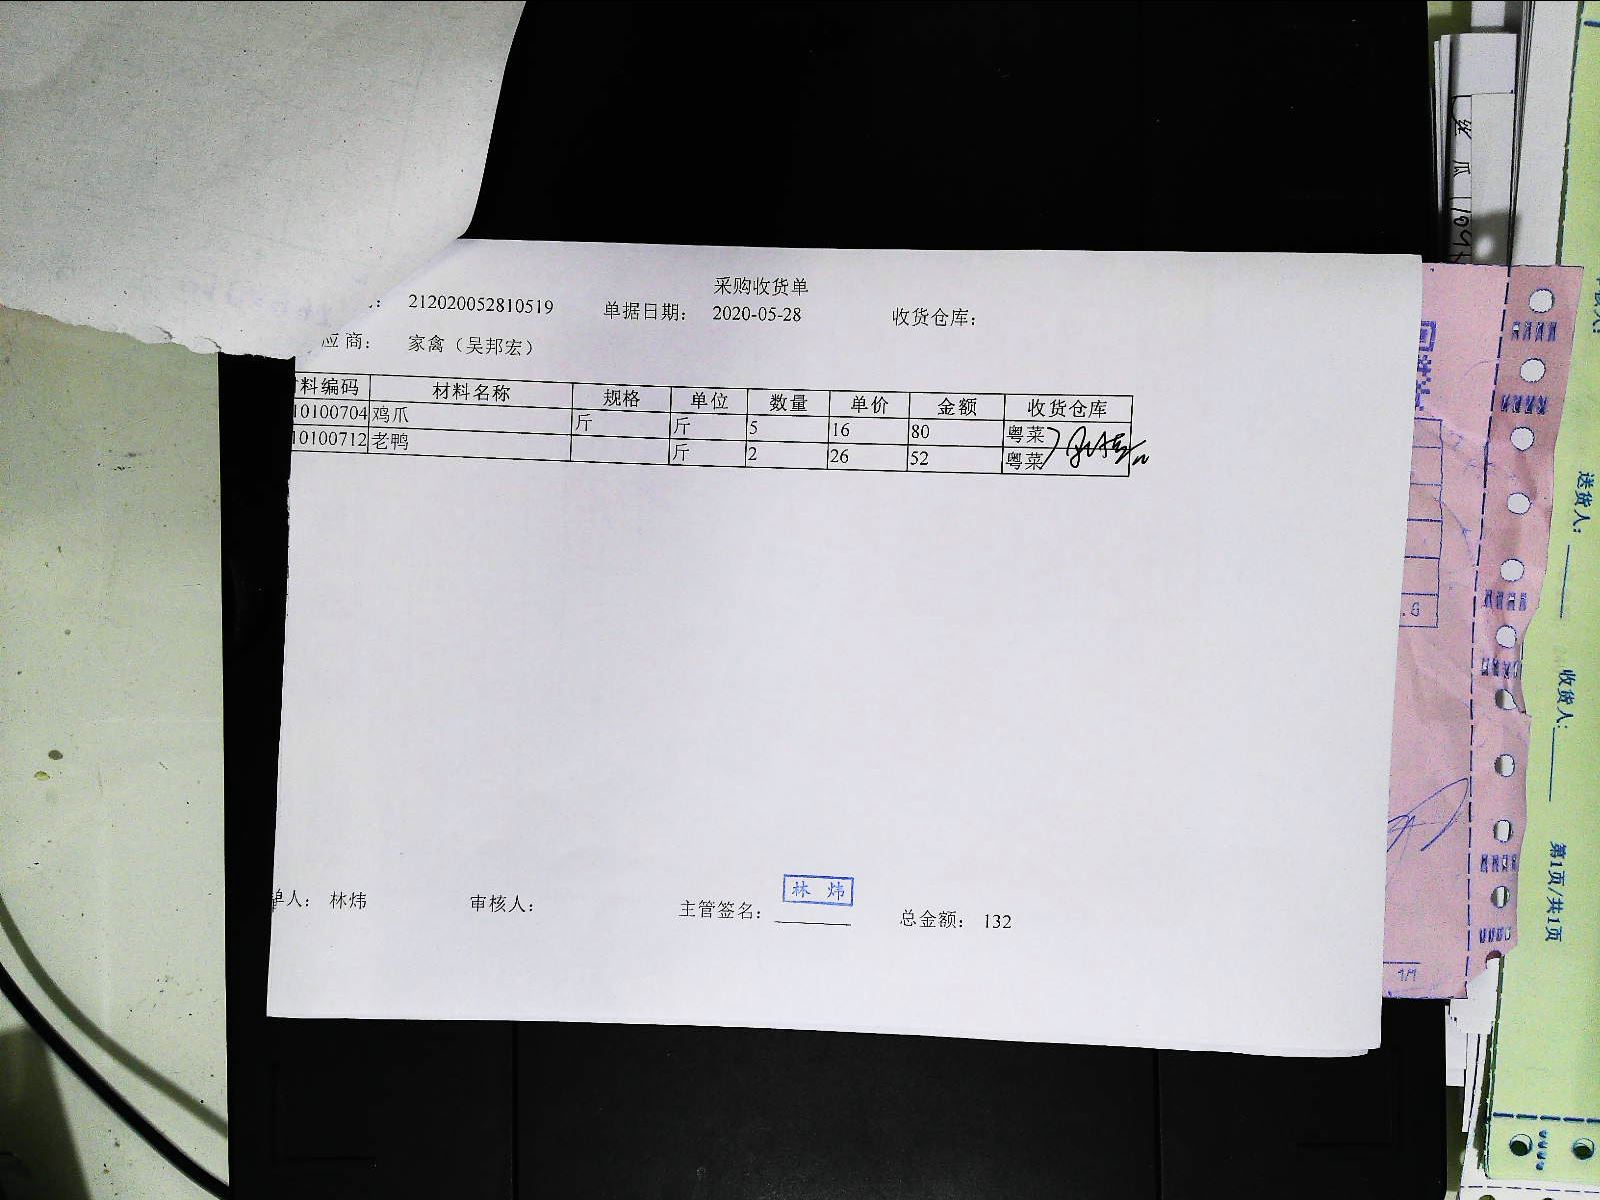 采购收货单
: 212020052810519 单据日期: 2020-05-28 收货仓库:
应商: 家禽（吴邦宏）
料编码 材料名称 规格 单位 数量 单价 金额 收货仓库
10100704 鸡爪 斤 斤 5 16 80 粤菜
10100712 老鸭 斤 2 26 52 粤菜
单人: 林炜 审核人: 主管签名: 林炜 总金额: 132
.6
1/1
送货人:
收货人:
第1页/共1页